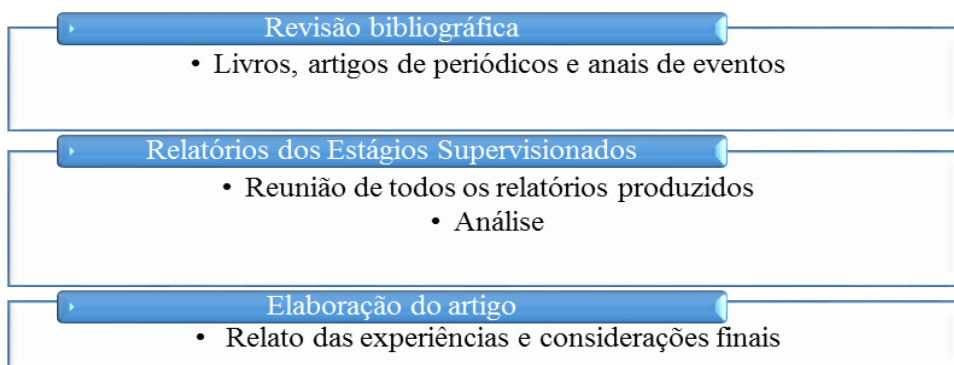 Revisão bibliográfica
• Livros, artigos de periódicos e anais de eventos
Relatórios dos Estágios Supervisionados
• Reunião de todos os relatórios produzidos
• Análise
Elaboração do artigo
• Relato das experiências e considerações finais